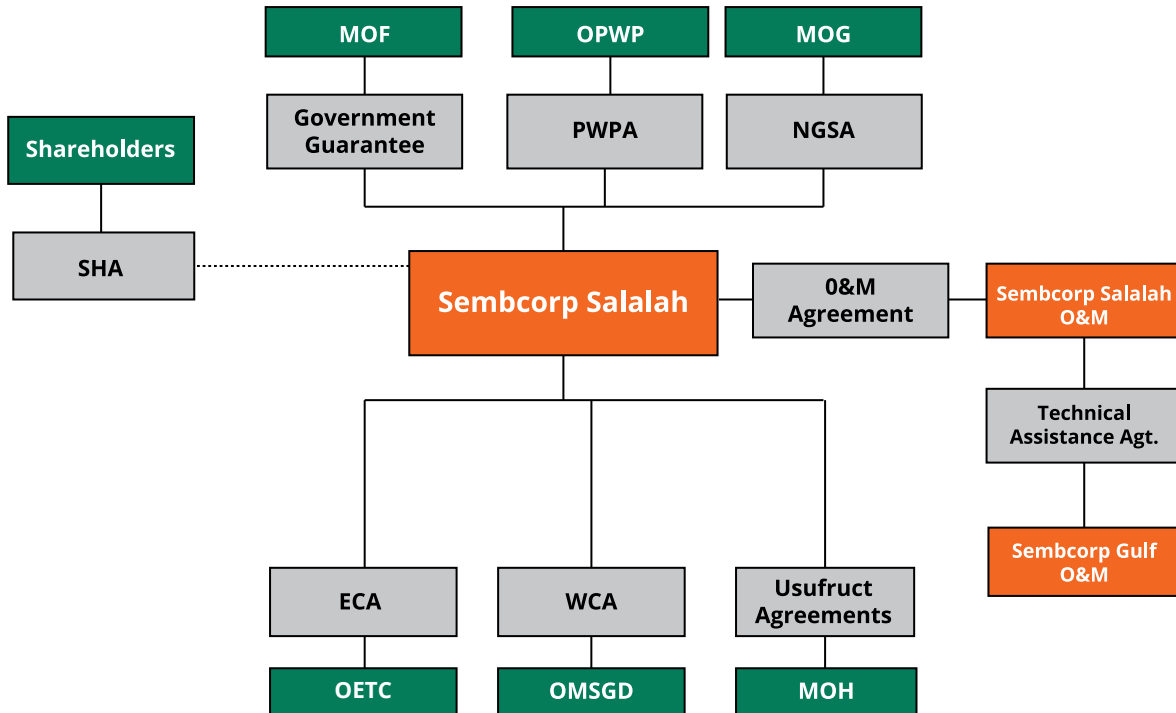 MOF
OPWP
MOG
Government
Guarantee
PWPA
NGSA
Shareholders
SHA
Sembcorp Salalah
0&M
Agreement
Sembcorp Salalah
O&M
Technical
Assistance Agt.
Sembcorp Gulf
O&M
ECA
WCA
Usufruct
Agreements
OETC
OMSGD
MOH